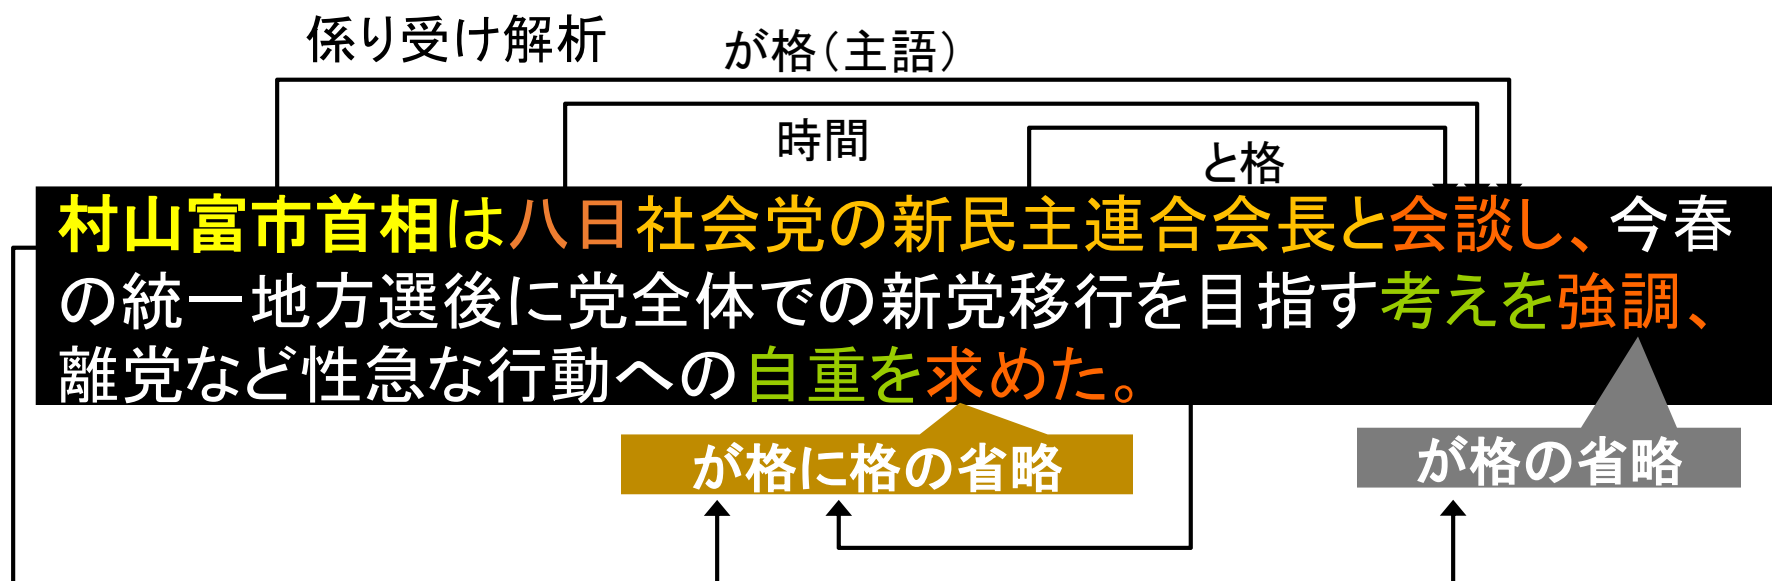 係り受け解析
が格(主語)
時間
と格
村山富市首相は八日社会党の新民主連合会長と会談し、今春
の統一地方選後に党全体での新党移行を目指す考えを強調、
離党など性急な行動への自重を求めた。
が格に格の省略
が格の省略